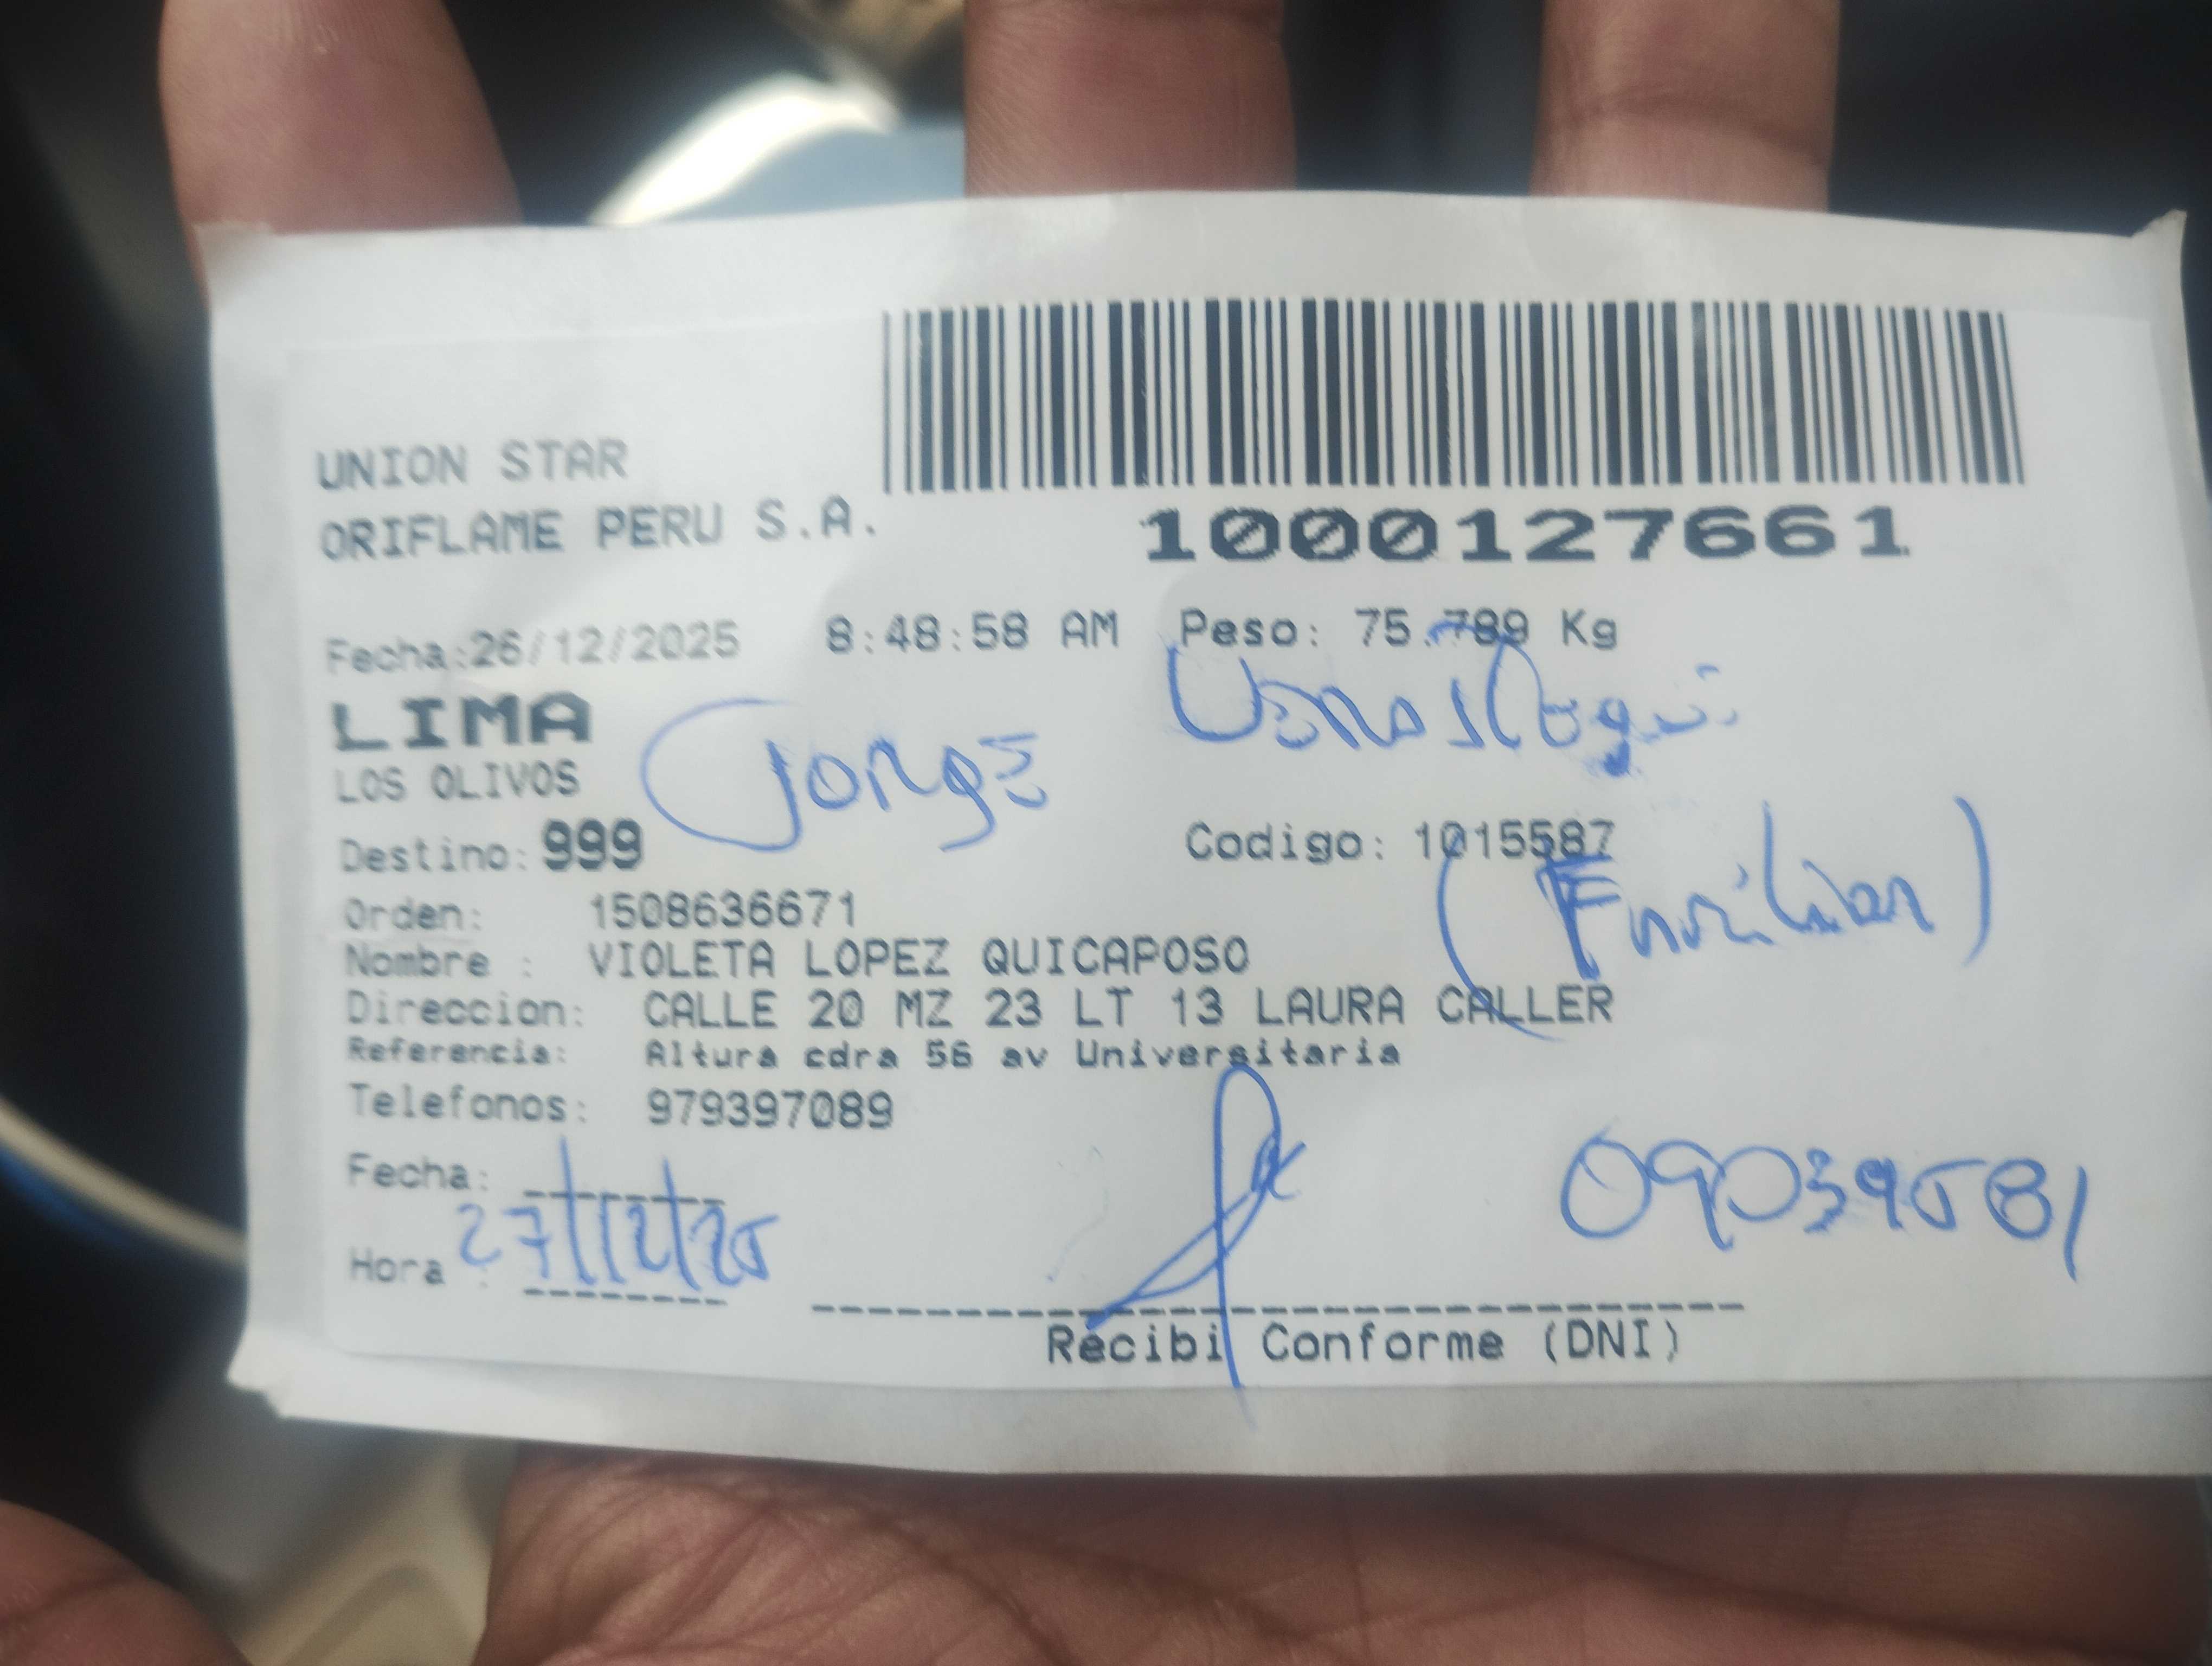 UNION STAR
ORIFLAME PERU S.A.
1000127661
Fecha:26/12/2025 8:48:58 AM Peso: 75.789 Kg
LIMA
LOS OLIVOS
Jorge
Destino: 999 Codigo: 1015587
(Familiar)
Orden: 1508636671
Nombre : VIOLETA LOPEZ QUICAPOSO
Direccion: CALLE 20 MZ 23 LT 13 LAURA CALLER
Referencia: Altura cdra 56 av Universitaria
Telefonos: 979397089
Fecha:
27/12/25
09039581
Hora :
Recibi Conforme (DNI)